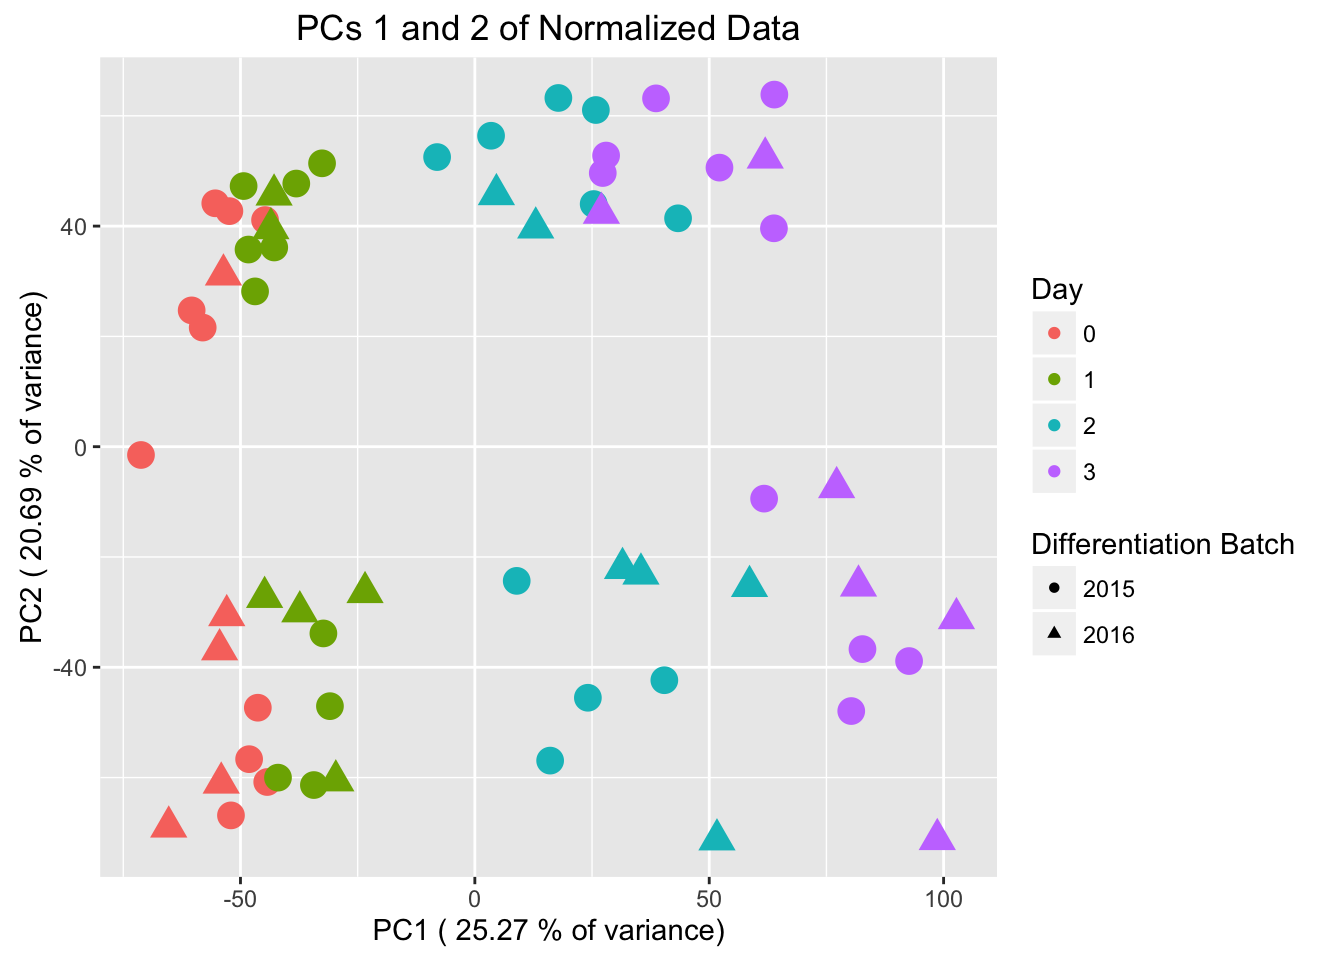 PCs 1 and 2 of Normalized Data
40
0
-40
PC2 ( 20.69 % of variance)
-50
0
50
100
PC1 ( 25.27 % of variance)
Day
0
1
2
3
Differentiation Batch
2015
2016